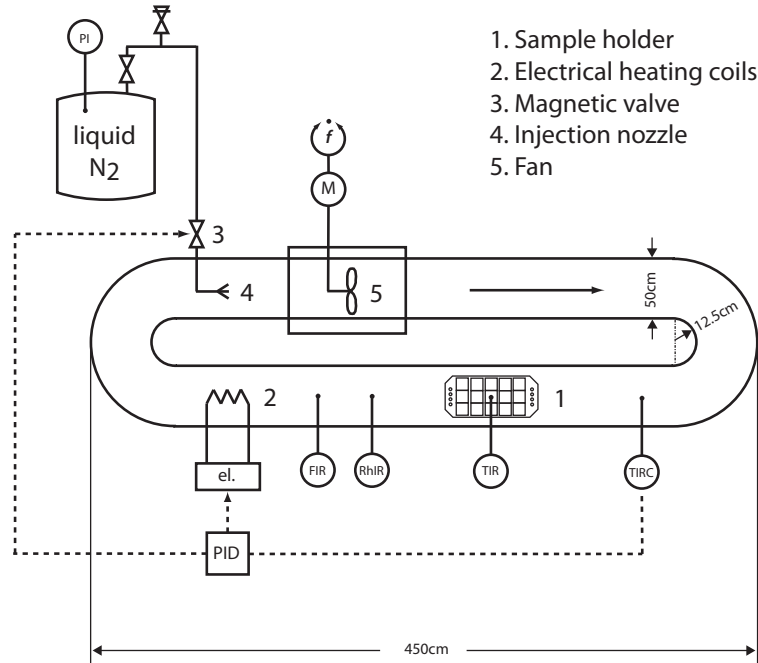 PI
liquid
N2
1. Sample holder
2. Electrical heating coils
3. Magnetic valve
4. Injection nozzle
5. Fan
f
M
3
4
5
50cm
12.5cm
2
1
el.
FIR
RhIR
TIR
TIRC
PID
450cm